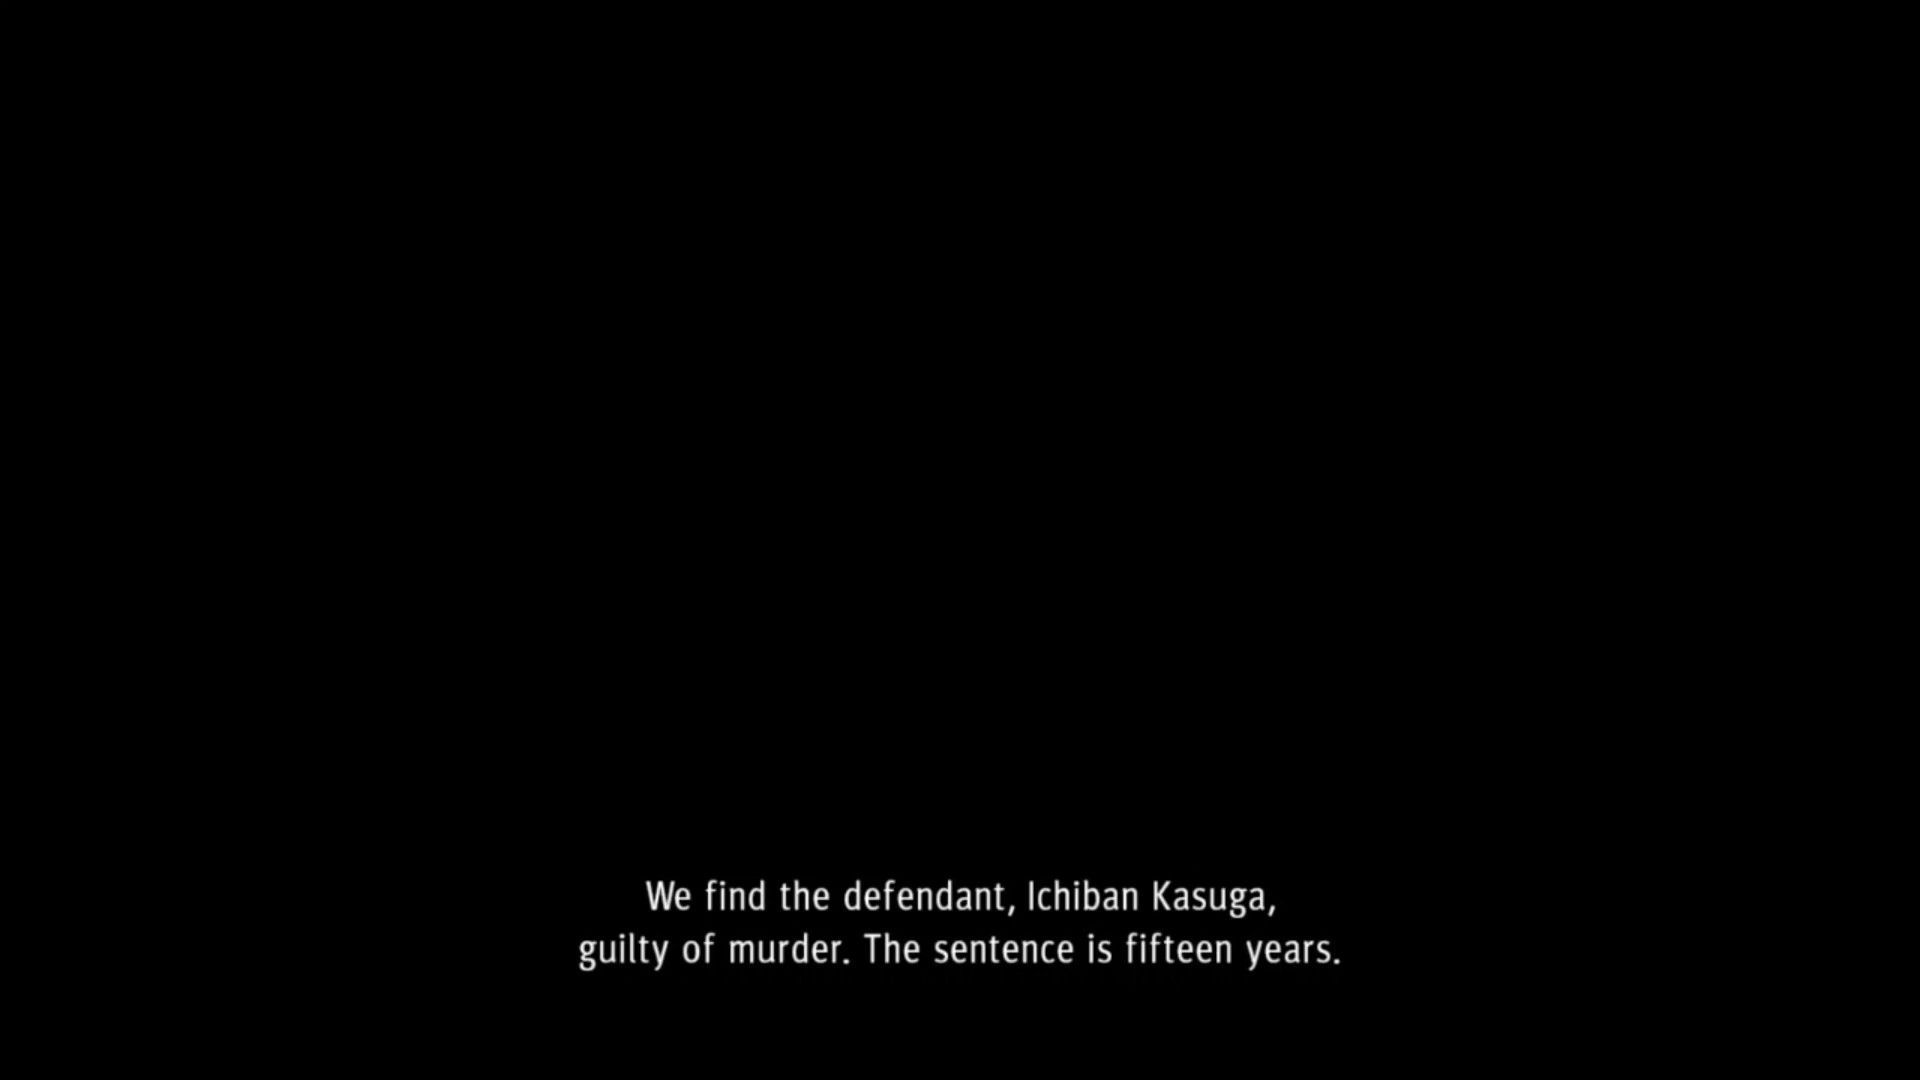 We find the defendant, Ichiban Kasuga,
guilty of murder. The sentence is fifteen years.